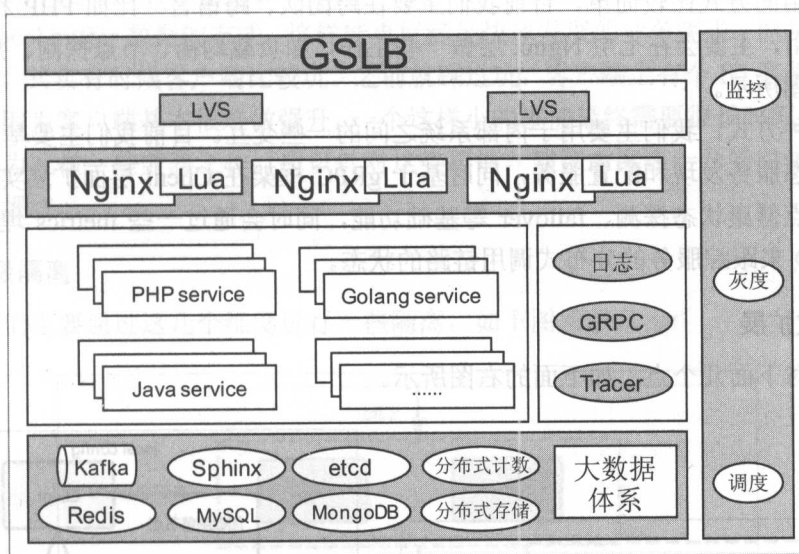 GSLB
监控
LVS
LVS
Nginx Lua
Nginx Lua
Nginx Lua
PHP service
Golang service
日志
灰度
GRPC
Java service
......
Tracer
Kafka
Sphinx
etcd
分布式计数
大数据
体系
调度
Redis
MySQL
MongoDB
分布式存储